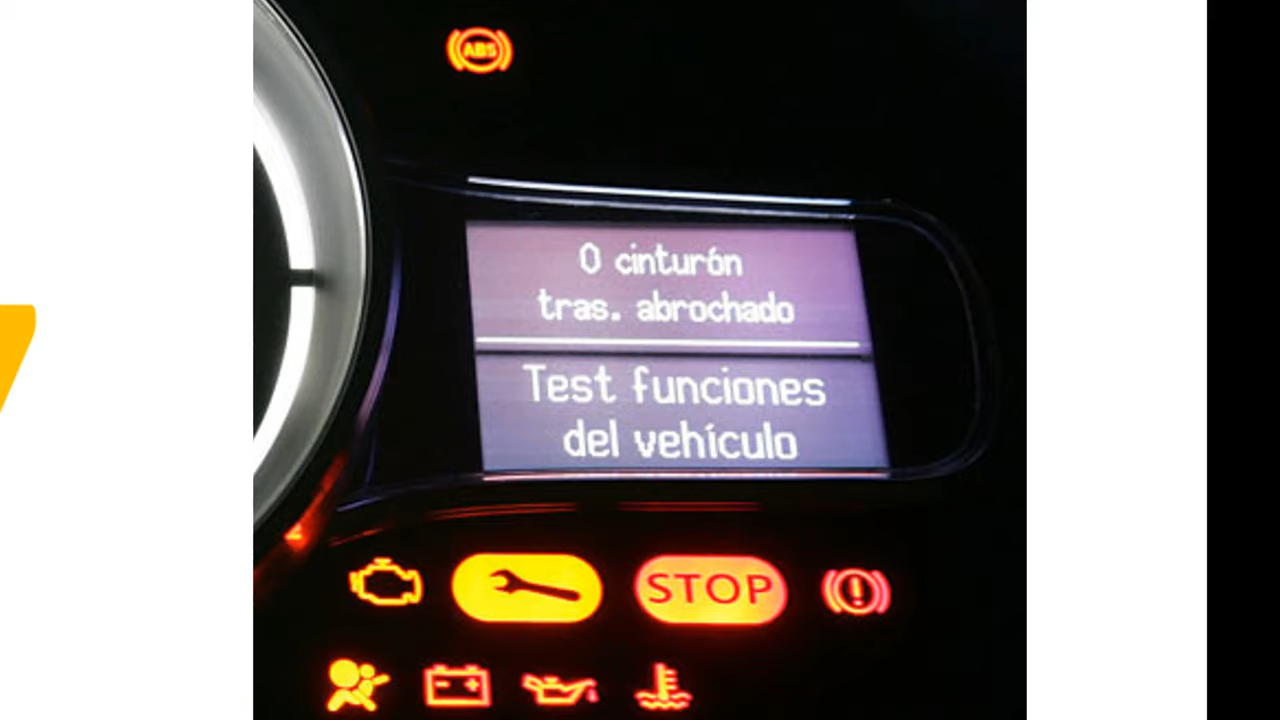 ABS
0 cinturón
tras. abrochado
Test funciones
del vehículo
STOP